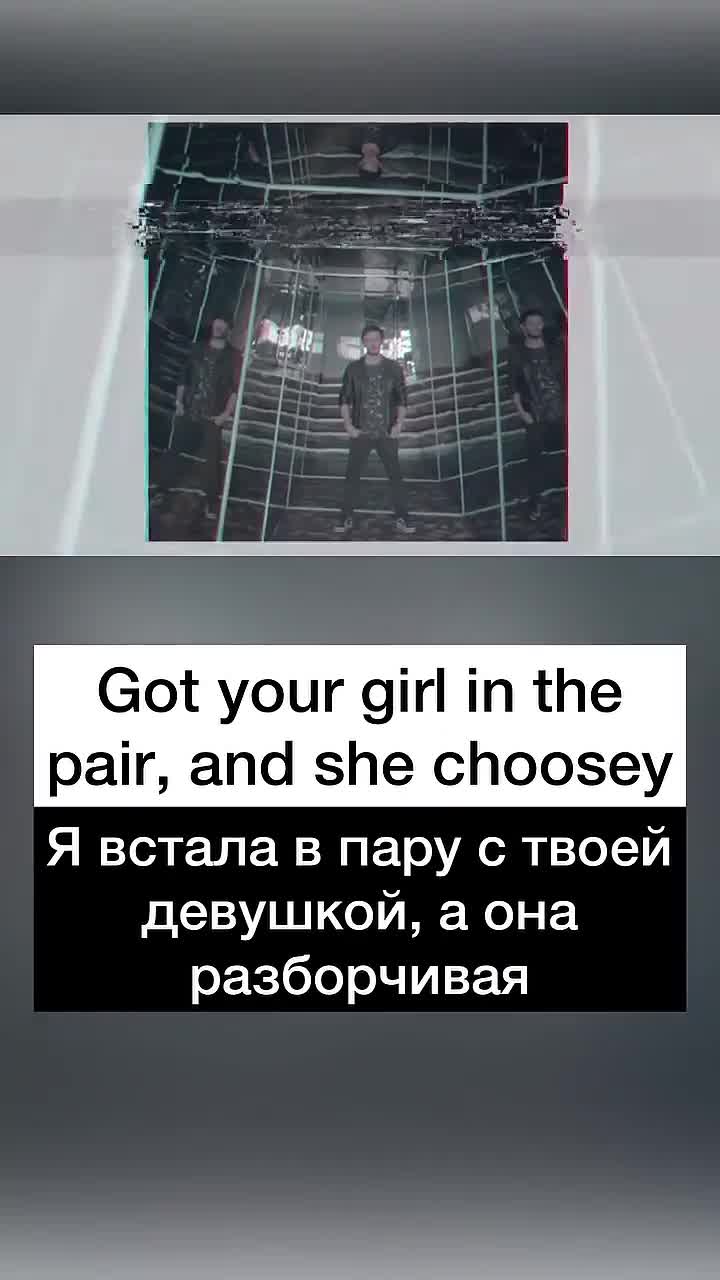 Got your girl in the
pair, and she choosey
Я встала в пару с твоей
девушкой, а она
разборчивая